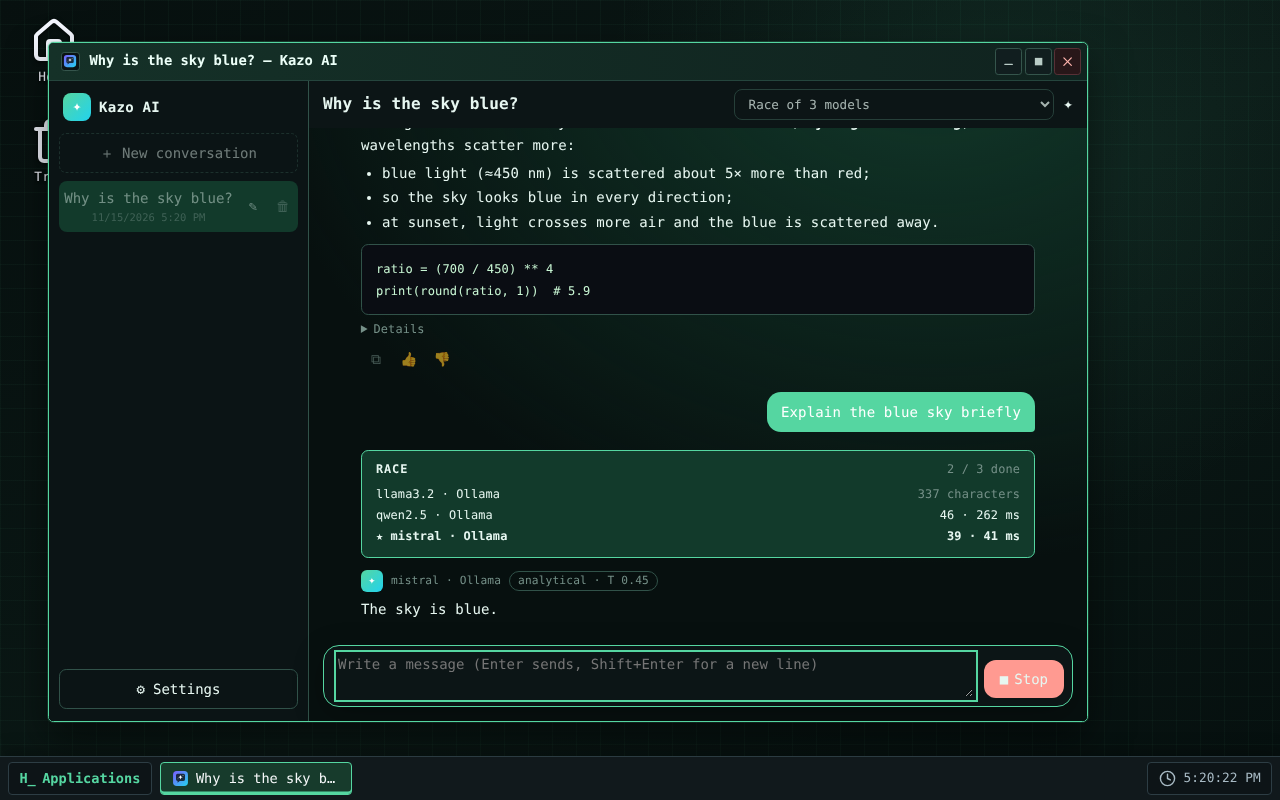 Why is the sky blue? — Kazo AI
Kazo AI
+ New conversation
Why is the sky blue?
11/15/2026 5:20 PM
⚙ Settings
Why is the sky blue?
Race of 3 models
wavelengths scatter more:
• blue light (≈450 nm) is scattered about 5× more than red;
• so the sky looks blue in every direction;
• at sunset, light crosses more air and the blue is scattered away.
ratio = (700 / 450) ** 4
print(round(ratio, 1))  # 5.9
Details
Explain the blue sky briefly
RACE
2 / 3 done
llama3.2 · Ollama
337 characters
qwen2.5 · Ollama
46 · 262 ms
★ mistral · Ollama
39 · 41 ms
mistral · Ollama
analytical · T 0.45
The sky is blue.
Write a message (Enter sends, Shift+Enter for a new line)
Stop
H_ Applications
Why is the sky b…
5:20:22 PM